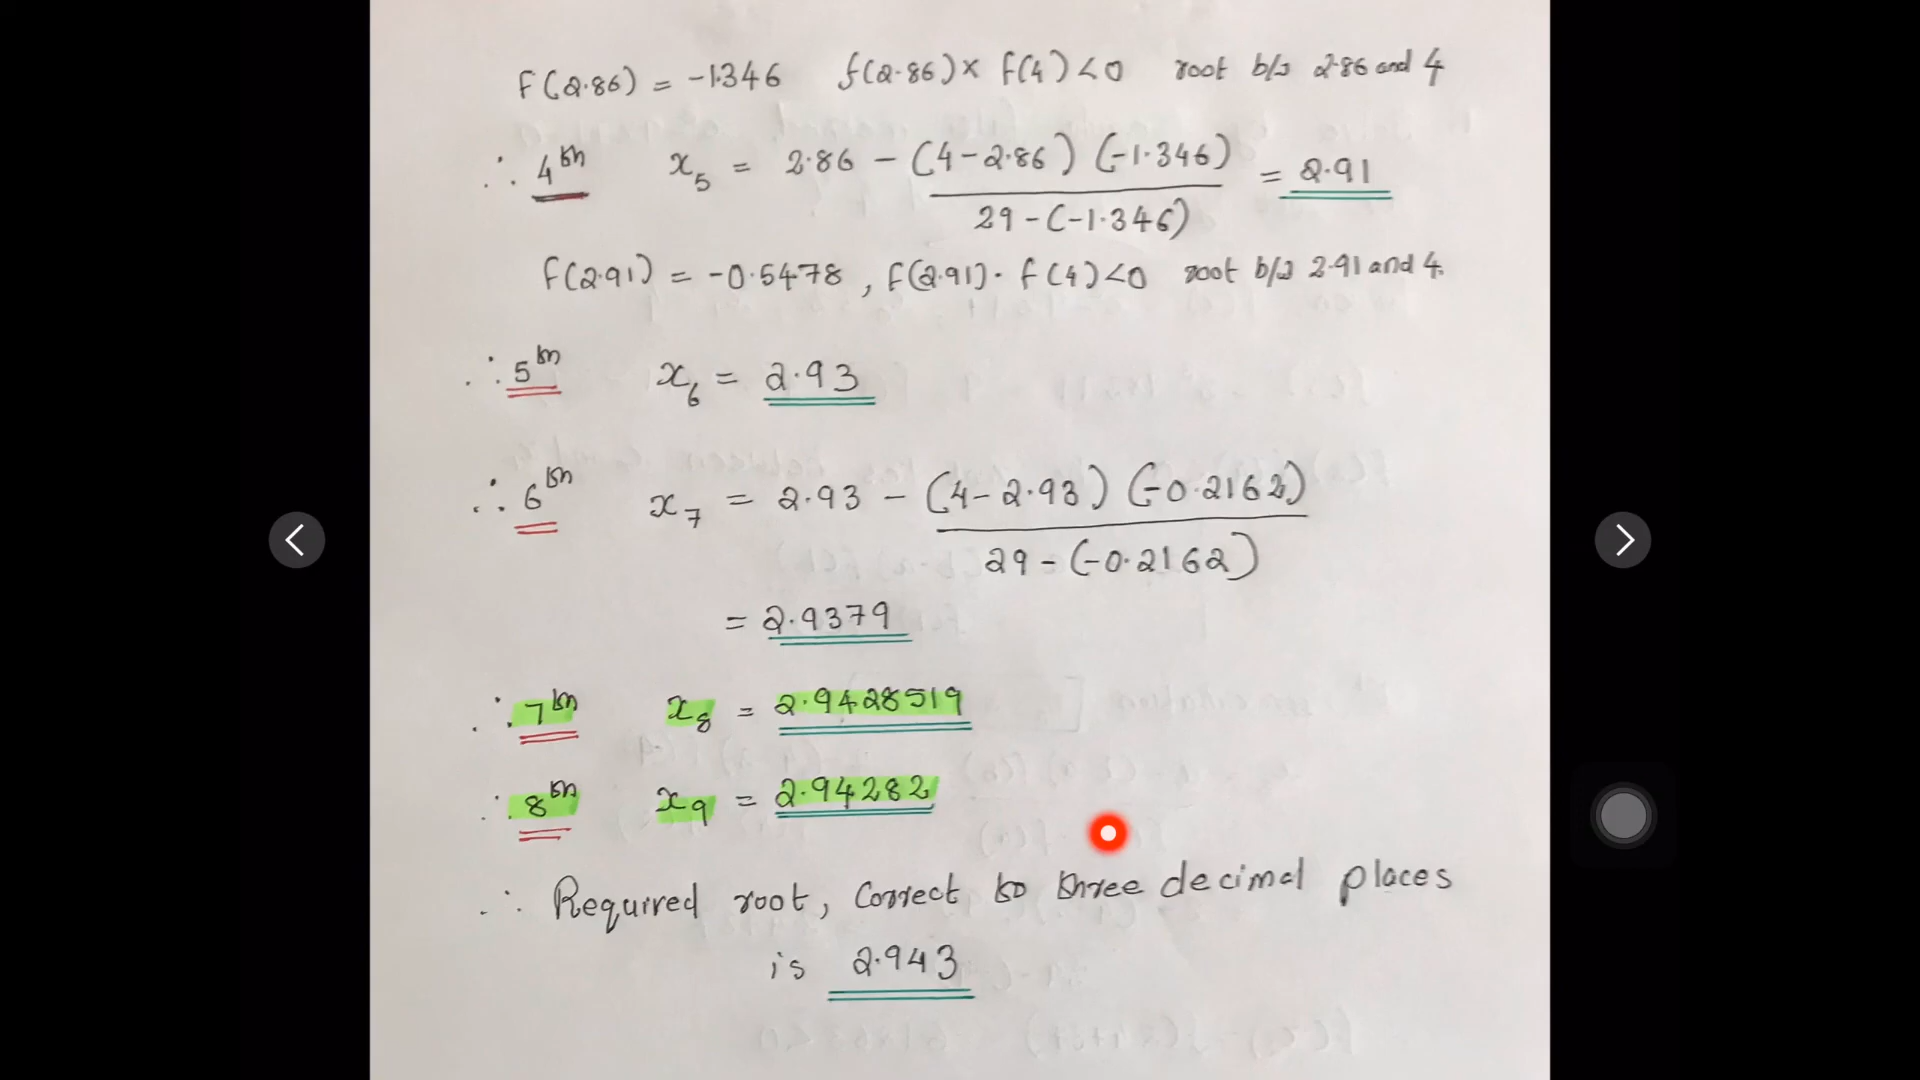 f(2.86) = -1.346 f(2.86) x f(4) <0 root b/s 2.86 and 4
∴ 4th x5 = 2.86 - (4-2.86) (-1.346) = 2.91
29 - (-1.346)
f(2.91) = -0.5478, f(2.91). f(4)<0 root b/s 2.91 and 4.
∴ 5th x6 = 2.93
∴ 6th x7 = 2.93 - (4-2.93) (-0.2162)
29 - (-0.2162)
= 2.9379
∴ 7th x8 = 2.9428519
∴ 8th x9 = 2.94282
∴ Required root, Correct to three decimal places
is 2.943